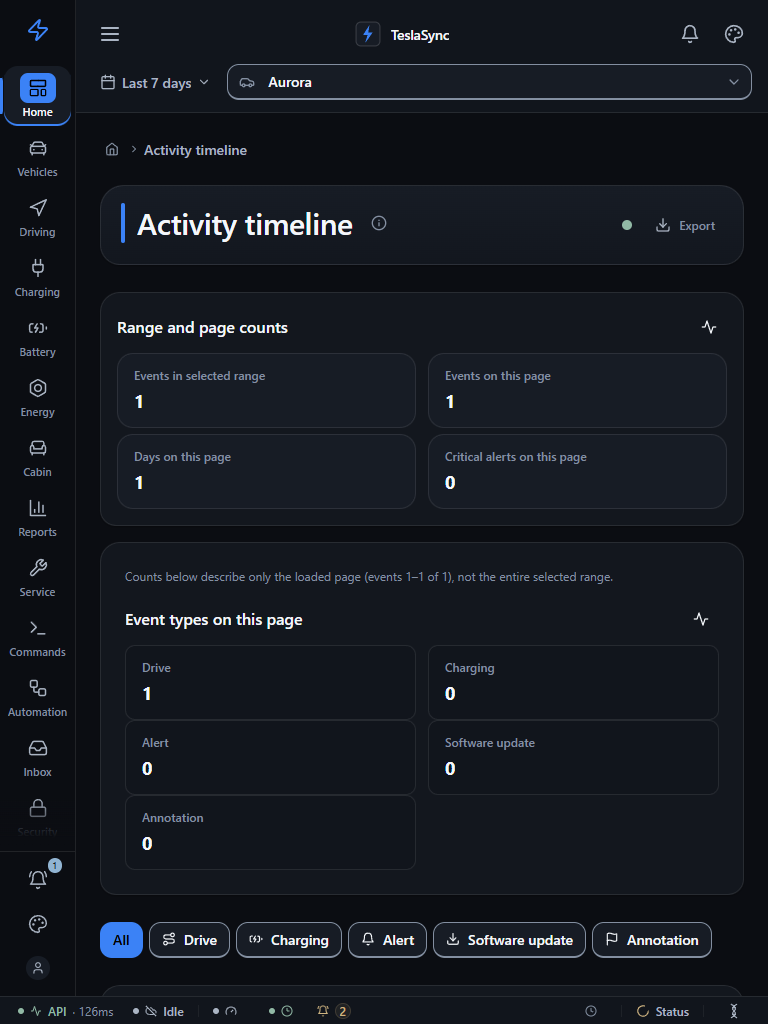 TeslaSync
Last 7 days
Aurora
Home
Vehicles
Driving
Charging
Battery
Energy
Cabin
Reports
Service
Commands
Automation
Inbox
Security
1
Activity timeline
Activity timeline
Export
Range and page counts
Events in selected range
1
Events on this page
1
Days on this page
1
Critical alerts on this page
0
Counts below describe only the loaded page (events 1–1 of 1), not the entire selected range.
Event types on this page
Drive
1
Charging
0
Alert
0
Software update
0
Annotation
0
All
Drive
Charging
Alert
Software update
Annotation
API · 126ms
Idle
2
Status